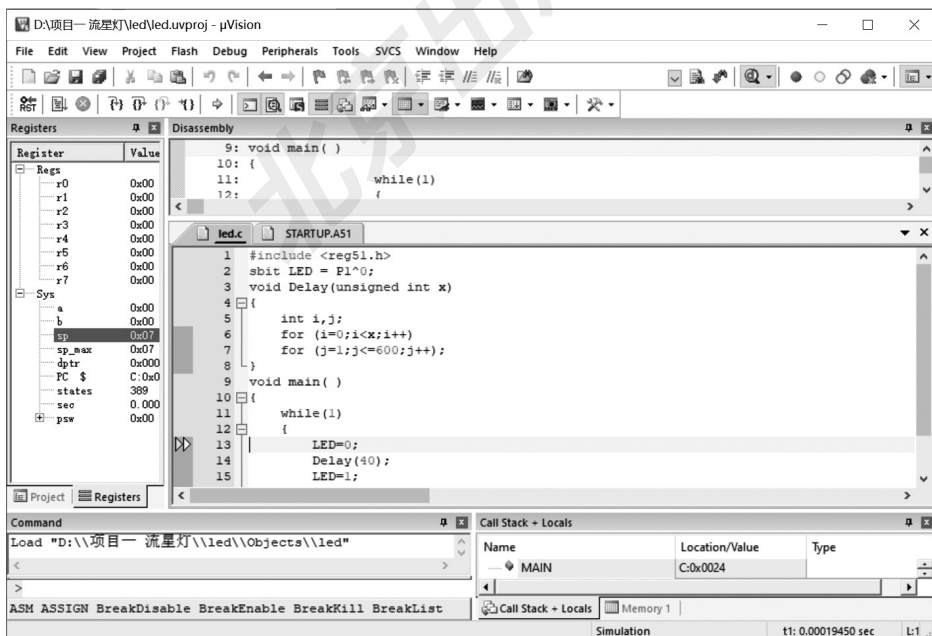 D:\项目一 流星灯\led\led.uvproj - µVision
File Edit View Project Flash Debug Peripherals Tools SVCS Window Help
RST
Registers
Register Value
Regs
r0 0x00
r1 0x00
r2 0x00
r3 0x00
r4 0x00
r5 0x00
r6 0x00
r7 0x00
Sys
a 0x00
b 0x00
sp 0x07
sp_max 0x07
dptr 0x000
PC $ C:0x0
states 389
sec 0.000
psw 0x00
Project Registers
Disassembly
9: void main( )
10: {
11: while(1)
12: {
led.c STARTUP.A51
1 #include <reg51.h>
2 sbit LED = P1^0;
3 void Delay(unsigned int x)
4 {
5 int i,j;
6 for (i=0;i<x;i++)
7 for (j=1;j<=600;j++);
8 }
9 void main( )
10 {
11 while(1)
12 {
13 LED=0;
14 Delay(40);
15 LED=1;
Command
Load "D:\\项目一 流星灯\\led\\Objects\\led"
>
ASM ASSIGN BreakDisable BreakEnable BreakKill BreakList
Call Stack + Locals
Name Location/Value Type
MAIN C:0x0024
Call Stack + Locals Memory 1
Simulation t1: 0.00019450 sec L:1
北京出